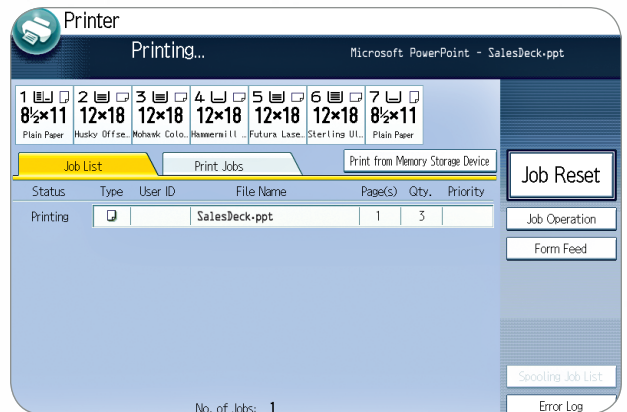 Printer
Printing... Microsoft PowerPoint - SalesDeck.ppt
1 2 3 4 5 6 7
8½×11 12×18 12×18 12×18 12×18 12×18 8½×11
Plain Paper Husky Offse... Mohawk Colo... Hammermill ... Futura Lase... Sterling Ul... Plain Paper
Job List Print Jobs Print from Memory Storage Device
Job Reset
Status Type User ID File Name Page(s) Qty. Priority
Printing SalesDeck.ppt 1 3
Job Operation
Form Feed
Spooling Job List
No. of Jobs: 1
Error Log